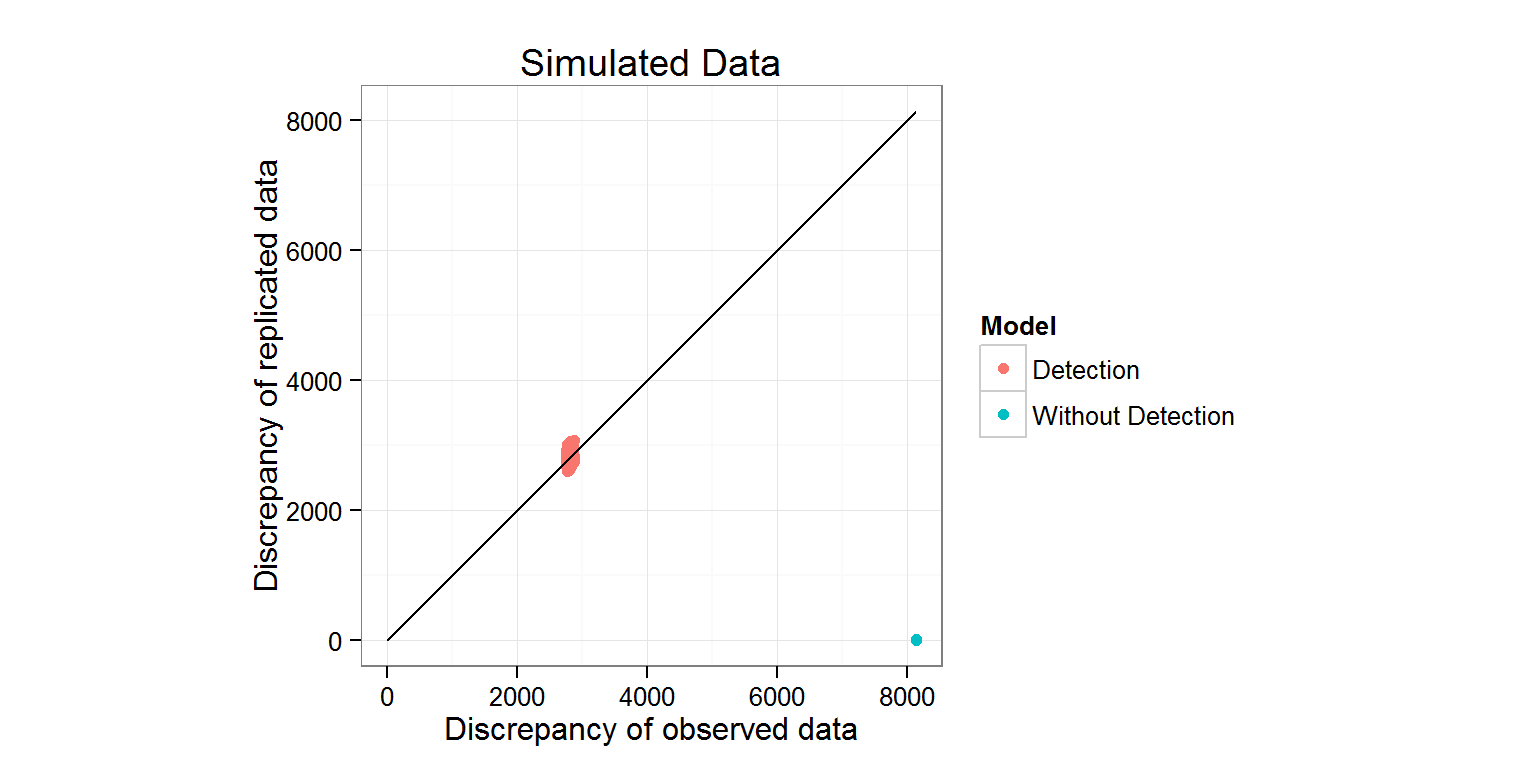 Simulated Data
Discrepancy of replicated data
8000
6000
4000
2000
0
0 2000 4000 6000 8000
Discrepancy of observed data
Model
Detection
Without Detection